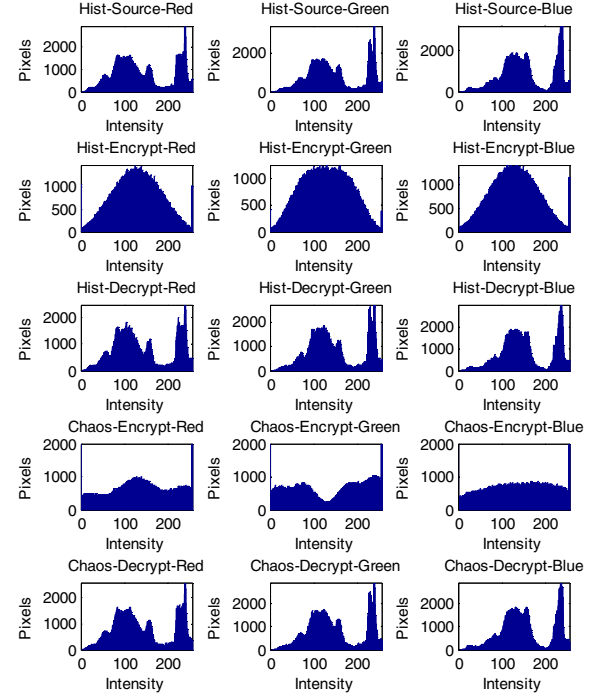 Hist-Source-Red Hist-Source-Green Hist-Source-Blue
Pixels 2000 1000 0 Pixels 2000 1000 0 Pixels 2000 0
0 100 200 0 100 200 0 100 200
Intensity Intensity Intensity
Hist-Encrypt-Red Hist-Encrypt-Green Hist-Encrypt-Blue
Pixels 1000 500 0 Pixels 1000 500 0 Pixels 1000 500 0
0 100 200 0 100 200 0 100 200
Intensity Intensity Intensity
Hist-Decrypt-Red Hist-Decrypt-Green Hist-Decrypt-Blue
Pixels 2000 1000 0 Pixels 2000 1000 0 Pixels 2000 1000 0
0 100 200 0 100 200 0 100 200
Intensity Intensity Intensity
Chaos-Encrypt-Red Chaos-Encrypt-Green Chaos-Encrypt-Blue
Pixels 2000 1000 0 Pixels 2000 1000 0 Pixels 2000 1000 0
0 100 200 0 100 200 0 100 200
Intensity Intensity Intensity
Chaos-Decrypt-Red Chaos-Decrypt-Green Chaos-Decrypt-Blue
Pixels 2000 1000 0 Pixels 2000 1000 0 Pixels 2000 1000 0
0 100 200 0 100 200 0 100 200
Intensity Intensity Intensity